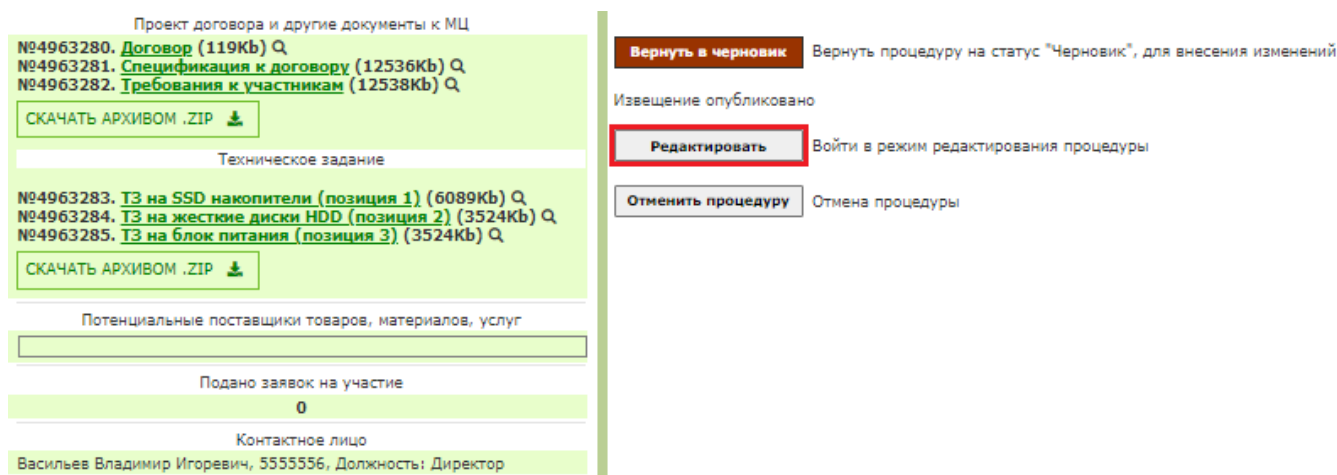 Проект договора и другие документы к МЦ
№4963280. Договор (119Kb)
№4963281. Спецификация к договору (12536Kb)
№4963282. Требования к участникам (12538Kb)
СКАЧАТЬ АРХИВОМ .ZIP
Техническое задание
№4963283. ТЗ на SSD накопители (позиция 1) (6089Kb)
№4963284. ТЗ на жесткие диски HDD (позиция 2) (3524Kb)
№4963285. ТЗ на блок питания (позиция 3) (3524Kb)
СКАЧАТЬ АРХИВОМ .ZIP
Потенциальные поставщики товаров, материалов, услуг
Подано заявок на участие
0
Контактное лицо
Васильев Владимир Игоревич, 5555556, Должность: Директор
Вернуть в черновик Вернуть процедуру на статус "Черновик", для внесения изменений
Извещение опубликовано
Редактировать Войти в режим редактирования процедуры
Отменить процедуру Отмена процедуры